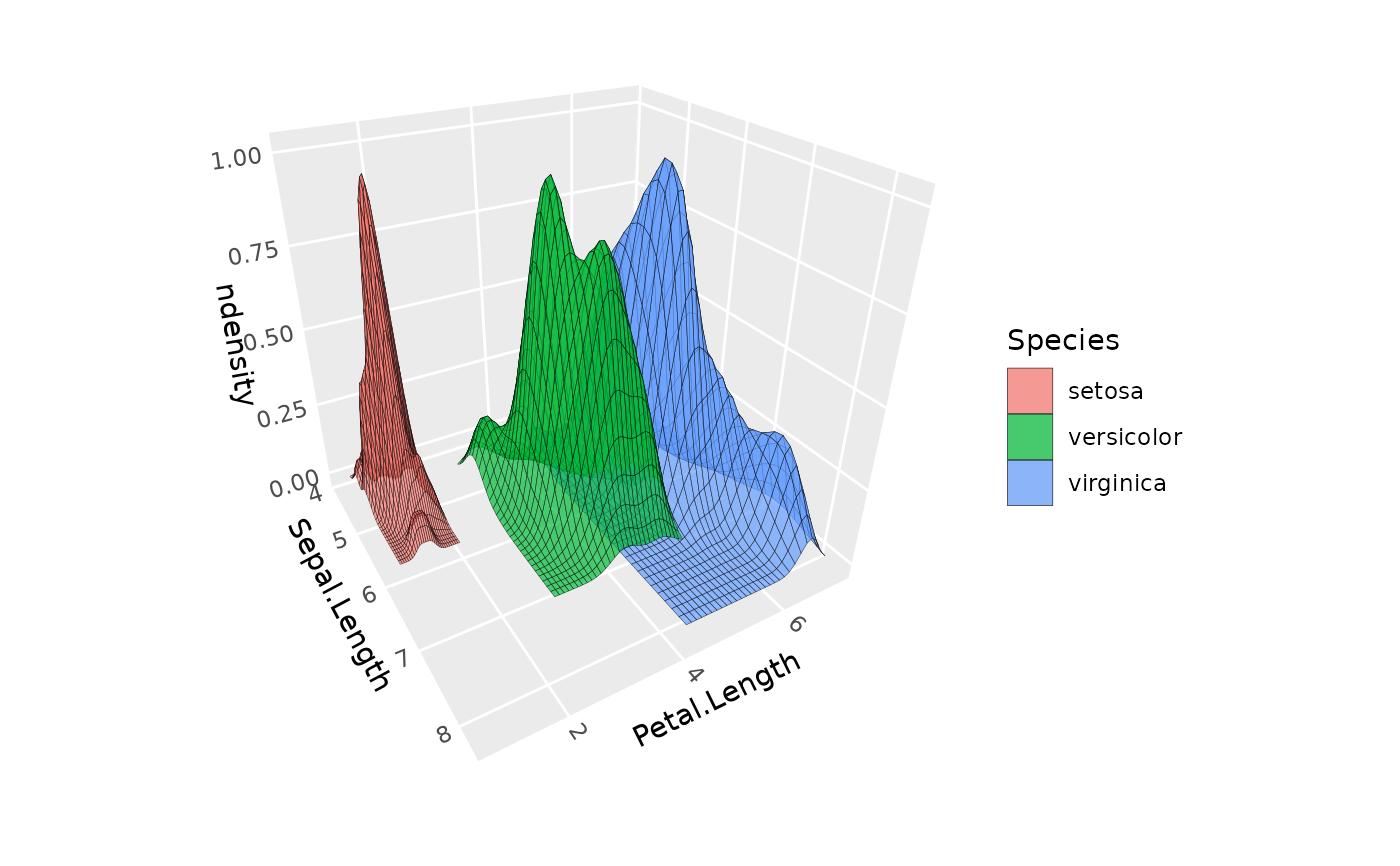 1.00
0.75
0.50
0.25
0.00
ndensity
4
5
6
7
8
Sepal.Length
2
4
6
Petal.Length
Species
setosa
versicolor
virginica